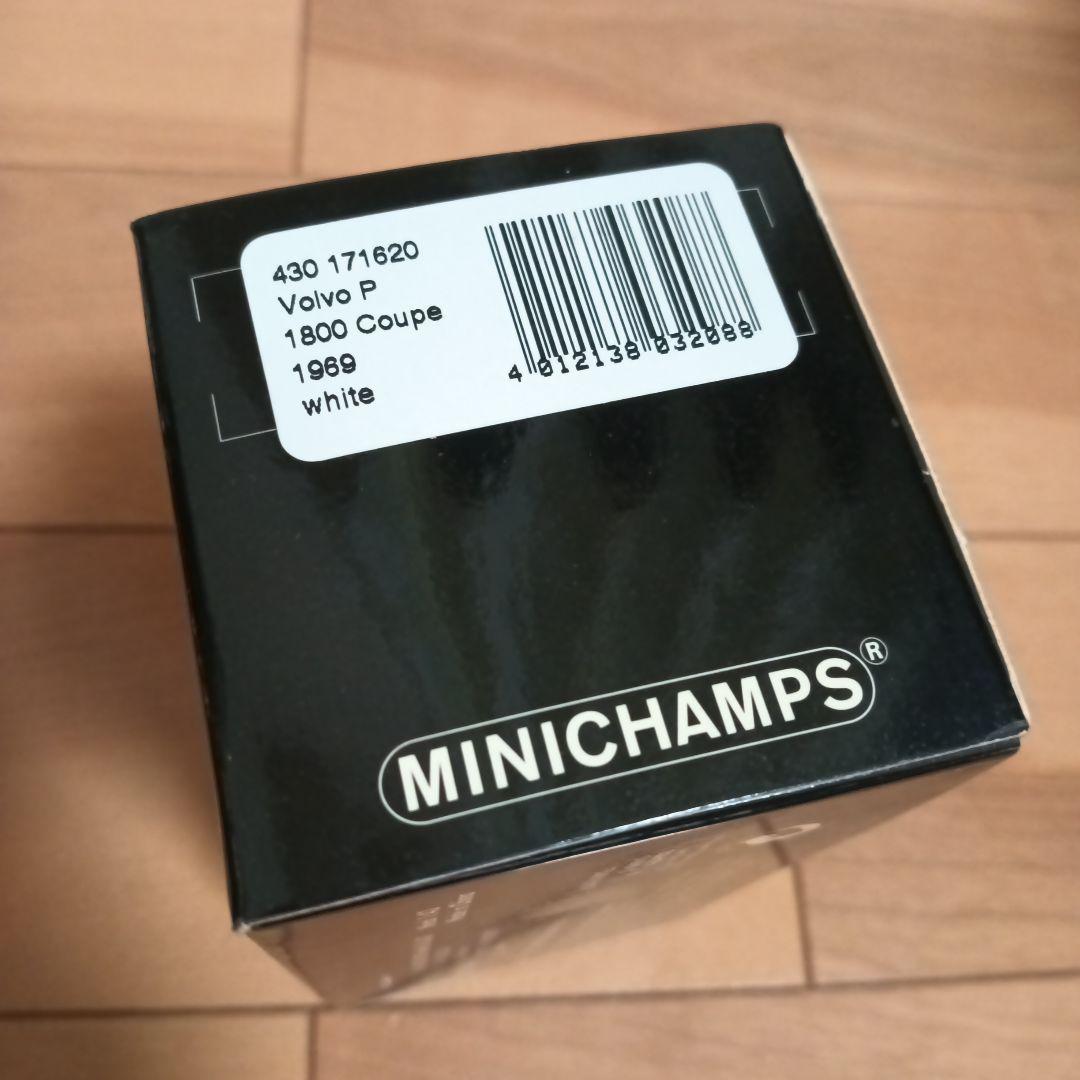 430 171620
Volvo P
1800 Coupe
1969
white
4 012138 032088
MINICHAMPS®